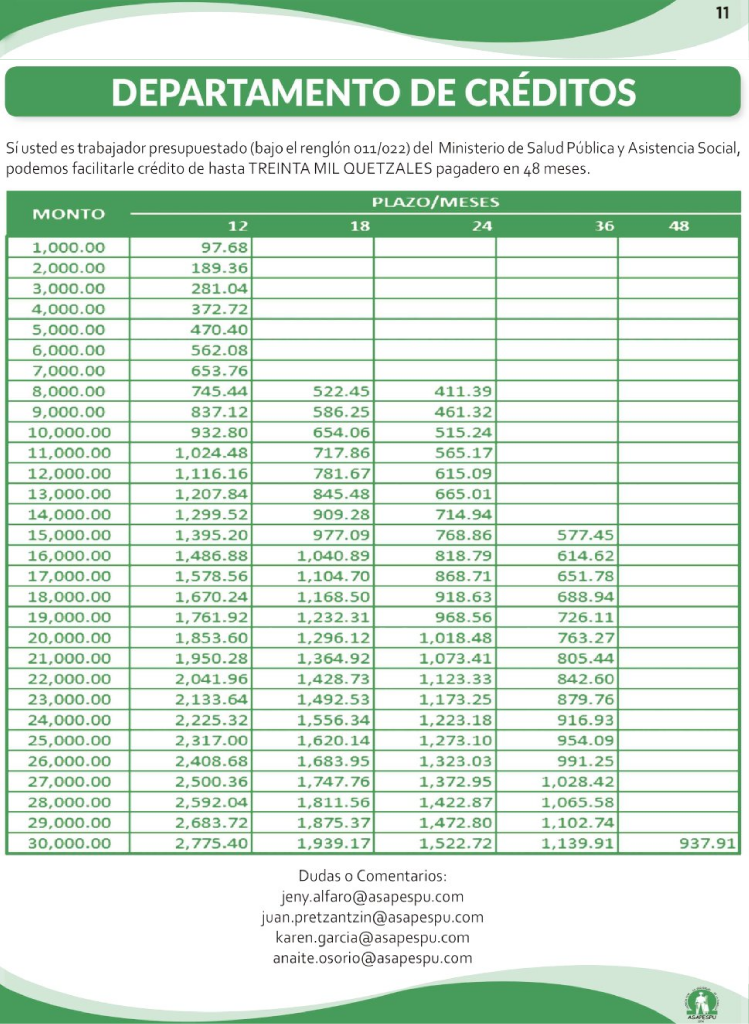 11
DEPARTAMENTO DE CRÉDITOS
Sí usted es trabajador presupuestado (bajo el renglón 011/022) del Ministerio de Salud Pública y Asistencia Social,
podemos facilitarle crédito de hasta TREINTA MIL QUETZALES pagadero en 48 meses.
MONTO PLAZO/MESES
12 18 24 36 48
1,000.00 97.68
2,000.00 189.36
3,000.00 281.04
4,000.00 372.72
5,000.00 470.40
6,000.00 562.08
7,000.00 653.76
8,000.00 745.44 522.45 411.39
9,000.00 837.12 586.25 461.32
10,000.00 932.80 654.06 515.24
11,000.00 1,024.48 717.86 565.17
12,000.00 1,116.16 781.67 615.09
13,000.00 1,207.84 845.48 665.01
14,000.00 1,299.52 909.28 714.94
15,000.00 1,395.20 977.09 768.86 577.45
16,000.00 1,486.88 1,040.89 818.79 614.62
17,000.00 1,578.56 1,104.70 868.71 651.78
18,000.00 1,670.24 1,168.50 918.63 688.94
19,000.00 1,761.92 1,232.31 968.56 726.11
20,000.00 1,853.60 1,296.12 1,018.48 763.27
21,000.00 1,950.28 1,364.92 1,073.41 805.44
22,000.00 2,041.96 1,428.73 1,123.33 842.60
23,000.00 2,133.64 1,492.53 1,173.25 879.76
24,000.00 2,225.32 1,556.34 1,223.18 916.93
25,000.00 2,317.00 1,620.14 1,273.10 954.09
26,000.00 2,408.68 1,683.95 1,323.03 991.25
27,000.00 2,500.36 1,747.76 1,372.95 1,028.42
28,000.00 2,592.04 1,811.56 1,422.87 1,065.58
29,000.00 2,683.72 1,875.37 1,472.80 1,102.74
30,000.00 2,775.40 1,939.17 1,522.72 1,139.91 937.91
Dudas o Comentarios:
jeny.alfaro@asapespu.com
juan.pretzantzin@asapespu.com
karen.garcia@asapespu.com
anaite.osorio@asapespu.com
ASAPESPU